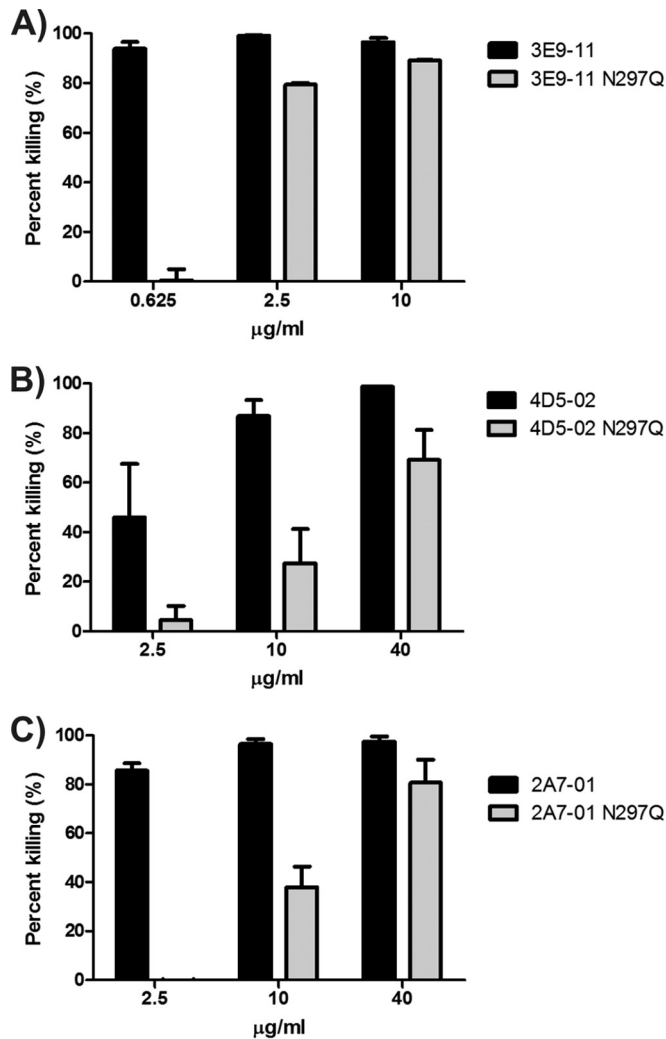 A)
Percent killing (%)
100
80
60
40
20
0
0.625 2.5 10
µg/ml
3E9-11
3E9-11 N297Q
B)
Percent killing (%)
100
80
60
40
20
0
2.5 10 40
µg/ml
4D5-02
4D5-02 N297Q
C)
Percent killing (%)
100
80
60
40
20
0
2.5 10 40
µg/ml
2A7-01
2A7-01 N297Q